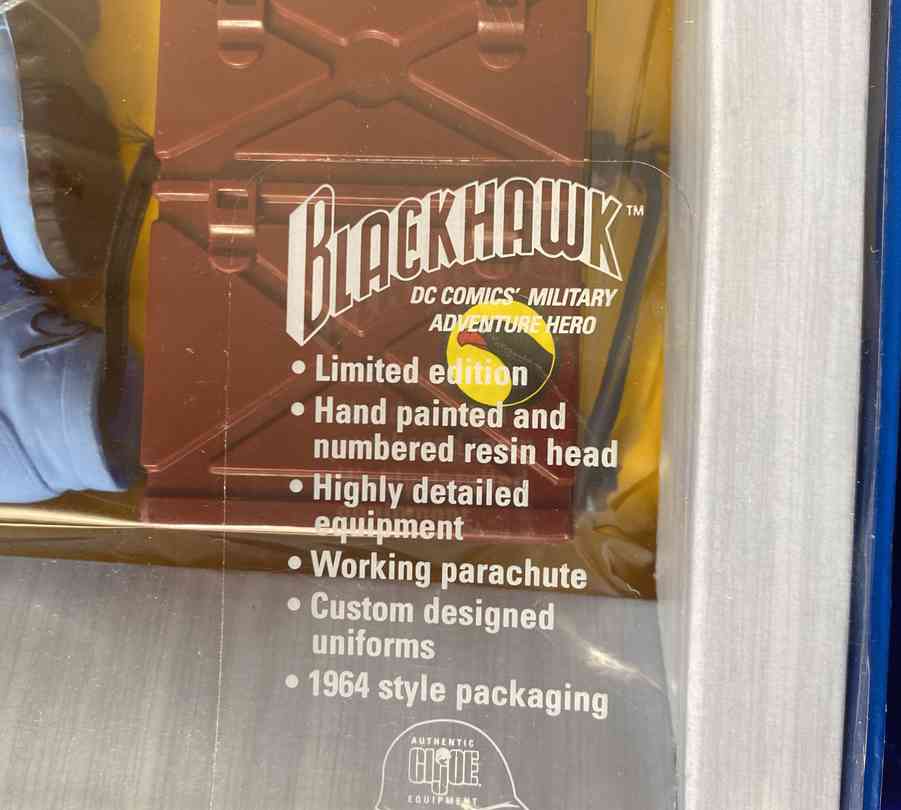 BLACKHAWK™
DC COMICS' MILITARY
ADVENTURE HERO
• Limited edition
• Hand painted and
numbered resin head
• Highly detailed
equipment
• Working parachute
• Custom designed
uniforms
• 1964 style packaging
AUTHENTIC
GI JOE
EQUIPMENT